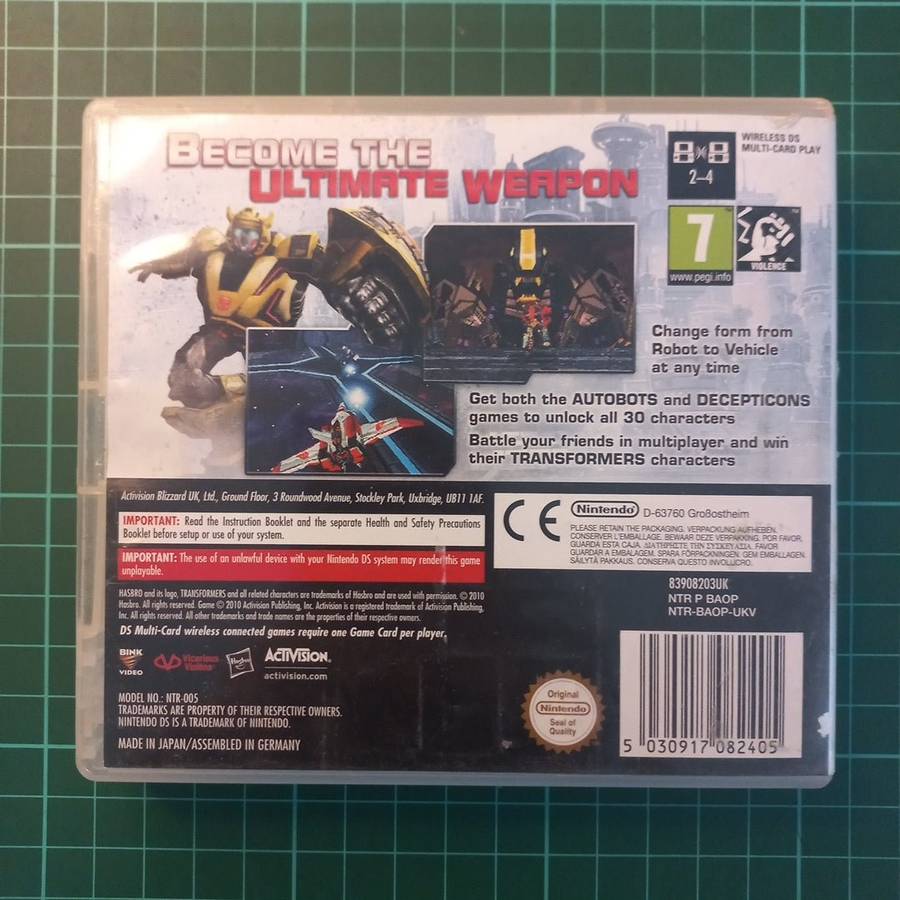 BECOME THE
ULTIMATE WEAPON
2–4
WIRELESS DS
MULTI-CARD PLAY
7
www.pegi.info
VIOLENCE
Change form from
Robot to Vehicle
at any time
Get both the AUTOBOTS and DECEPTICONS
games to unlock all 30 characters
Battle your friends in multiplayer and win
their TRANSFORMERS characters
Activision Blizzard UK, Ltd., Ground Floor, 3 Roundwood Avenue, Stockley Park, Uxbridge, UB11 1AF.
IMPORTANT: Read the Instruction Booklet and the separate Health and Safety Precautions
Booklet before setup or use of your system.
IMPORTANT: The use of an unlawful device with your Nintendo DS system may render this game
unplayable.
HASBRO and its logo, TRANSFORMERS and all related characters are trademarks of Hasbro and are used with permission. © 2010
Hasbro. All rights reserved. Game © 2010 Activision Publishing, Inc. Activision is a registered trademark of Activision Publishing,
Inc. All rights reserved. All other trademarks and trade names are the properties of their respective owners.
DS Multi-Card wireless connected games require one Game Card per player.
BINK
VIDEO
Vicarious
Visions
Hasbro
ACTIVISION.
activision.com
MODEL NO.: NTR-005
TRADEMARKS ARE PROPERTY OF THEIR RESPECTIVE OWNERS.
NINTENDO DS IS A TRADEMARK OF NINTENDO.
MADE IN JAPAN/ASSEMBLED IN GERMANY
CE
Nintendo
D-63760 Großostheim
PLEASE RETAIN THE PACKAGING. VERPACKUNG AUFHEBEN.
CONSERVER L'EMBALLAGE. BEWAAR DEZE VERPAKKING. POR FAVOR,
GUARDA ESTA CAJA. ΔΙΑΤΗΡΗΣΤΕ ΤΗΝ ΣΥΣΚΕΥΑΣΙΑ. FAVOR
GUARDAR A EMBALAGEM. SPARA FÖRPACKNINGEN. GEM EMBALLAGEN.
SÄILYTÄ PAKKAUS. CONSERVA QUESTO INVOLUCRO.
83908203UK
NTR P BAOP
NTR-BAOP-UKV
Original
Nintendo
Seal of
Quality
5 030917 082405